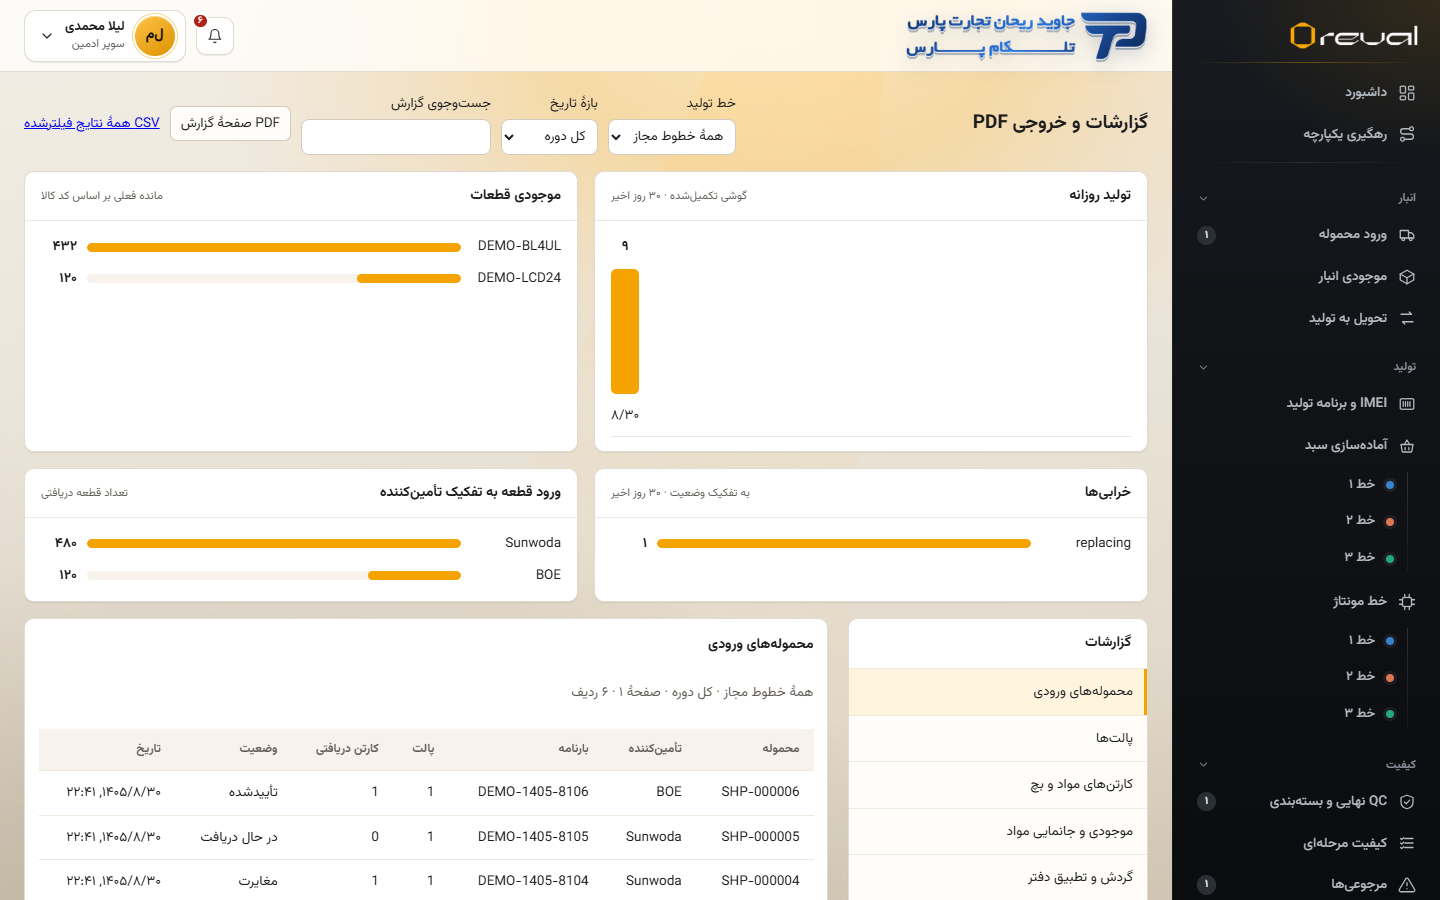 reval
داشبورد
رهگیری یکپارچه
انبار
ورود محموله
۱
موجودی انبار
تحویل به تولید
تولید
IMEI و برنامه تولید
آماده‌سازی سبد
خط ۱
خط ۲
خط ۳
خط مونتاژ
خط ۱
خط ۲
خط ۳
کیفیت
QC نهایی و بسته‌بندی
۱
کیفیت مرحله‌ای
مرجوعی‌ها
۱
جاوید ریحان تجارت پارس
تلـــــکام پـــــارس
۶
لیلا محمدی
سوپر ادمین
ل‌م
گزارشات و خروجی PDF
خط تولید
همهٔ خطوط مجاز
بازهٔ تاریخ
کل دوره
جست‌وجوی گزارش
PDF صفحهٔ گزارش
CSV همهٔ نتایج فیلترشده
تولید روزانه
گوشی تکمیل‌شده · ۳۰ روز اخیر
۹
۸/۳۰
موجودی قطعات
مانده فعلی بر اساس کد کالا
DEMO-BL4UL
۴۳۲
DEMO-LCD24
۱۲۰
خرابی‌ها
به تفکیک وضعیت · ۳۰ روز اخیر
replacing
۱
ورود قطعه به تفکیک تأمین‌کننده
تعداد قطعه دریافتی
Sunwoda
۴۸۰
BOE
۱۲۰
گزارشات
محموله‌های ورودی
پالت‌ها
کارتن‌های مواد و بچ
موجودی و جانمایی مواد
گردش و تطبیق دفتر
محموله‌های ورودی
همهٔ خطوط مجاز · کل دوره · صفحهٔ ۱ · ۶ ردیف
محموله تأمین‌کننده بارنامه پالت کارتن دریافتی وضعیت تاریخ
SHP-000006 BOE DEMO-1405-8106 1 1 تأییدشده ۱۴۰۵/۸/۳۰, ۲۲:۴۱
SHP-000005 Sunwoda DEMO-1405-8105 1 0 در حال دریافت ۱۴۰۵/۸/۳۰, ۲۲:۴۱
SHP-000004 Sunwoda DEMO-1405-8104 1 1 مغایرت ۱۴۰۵/۸/۳۰, ۲۲:۴۱